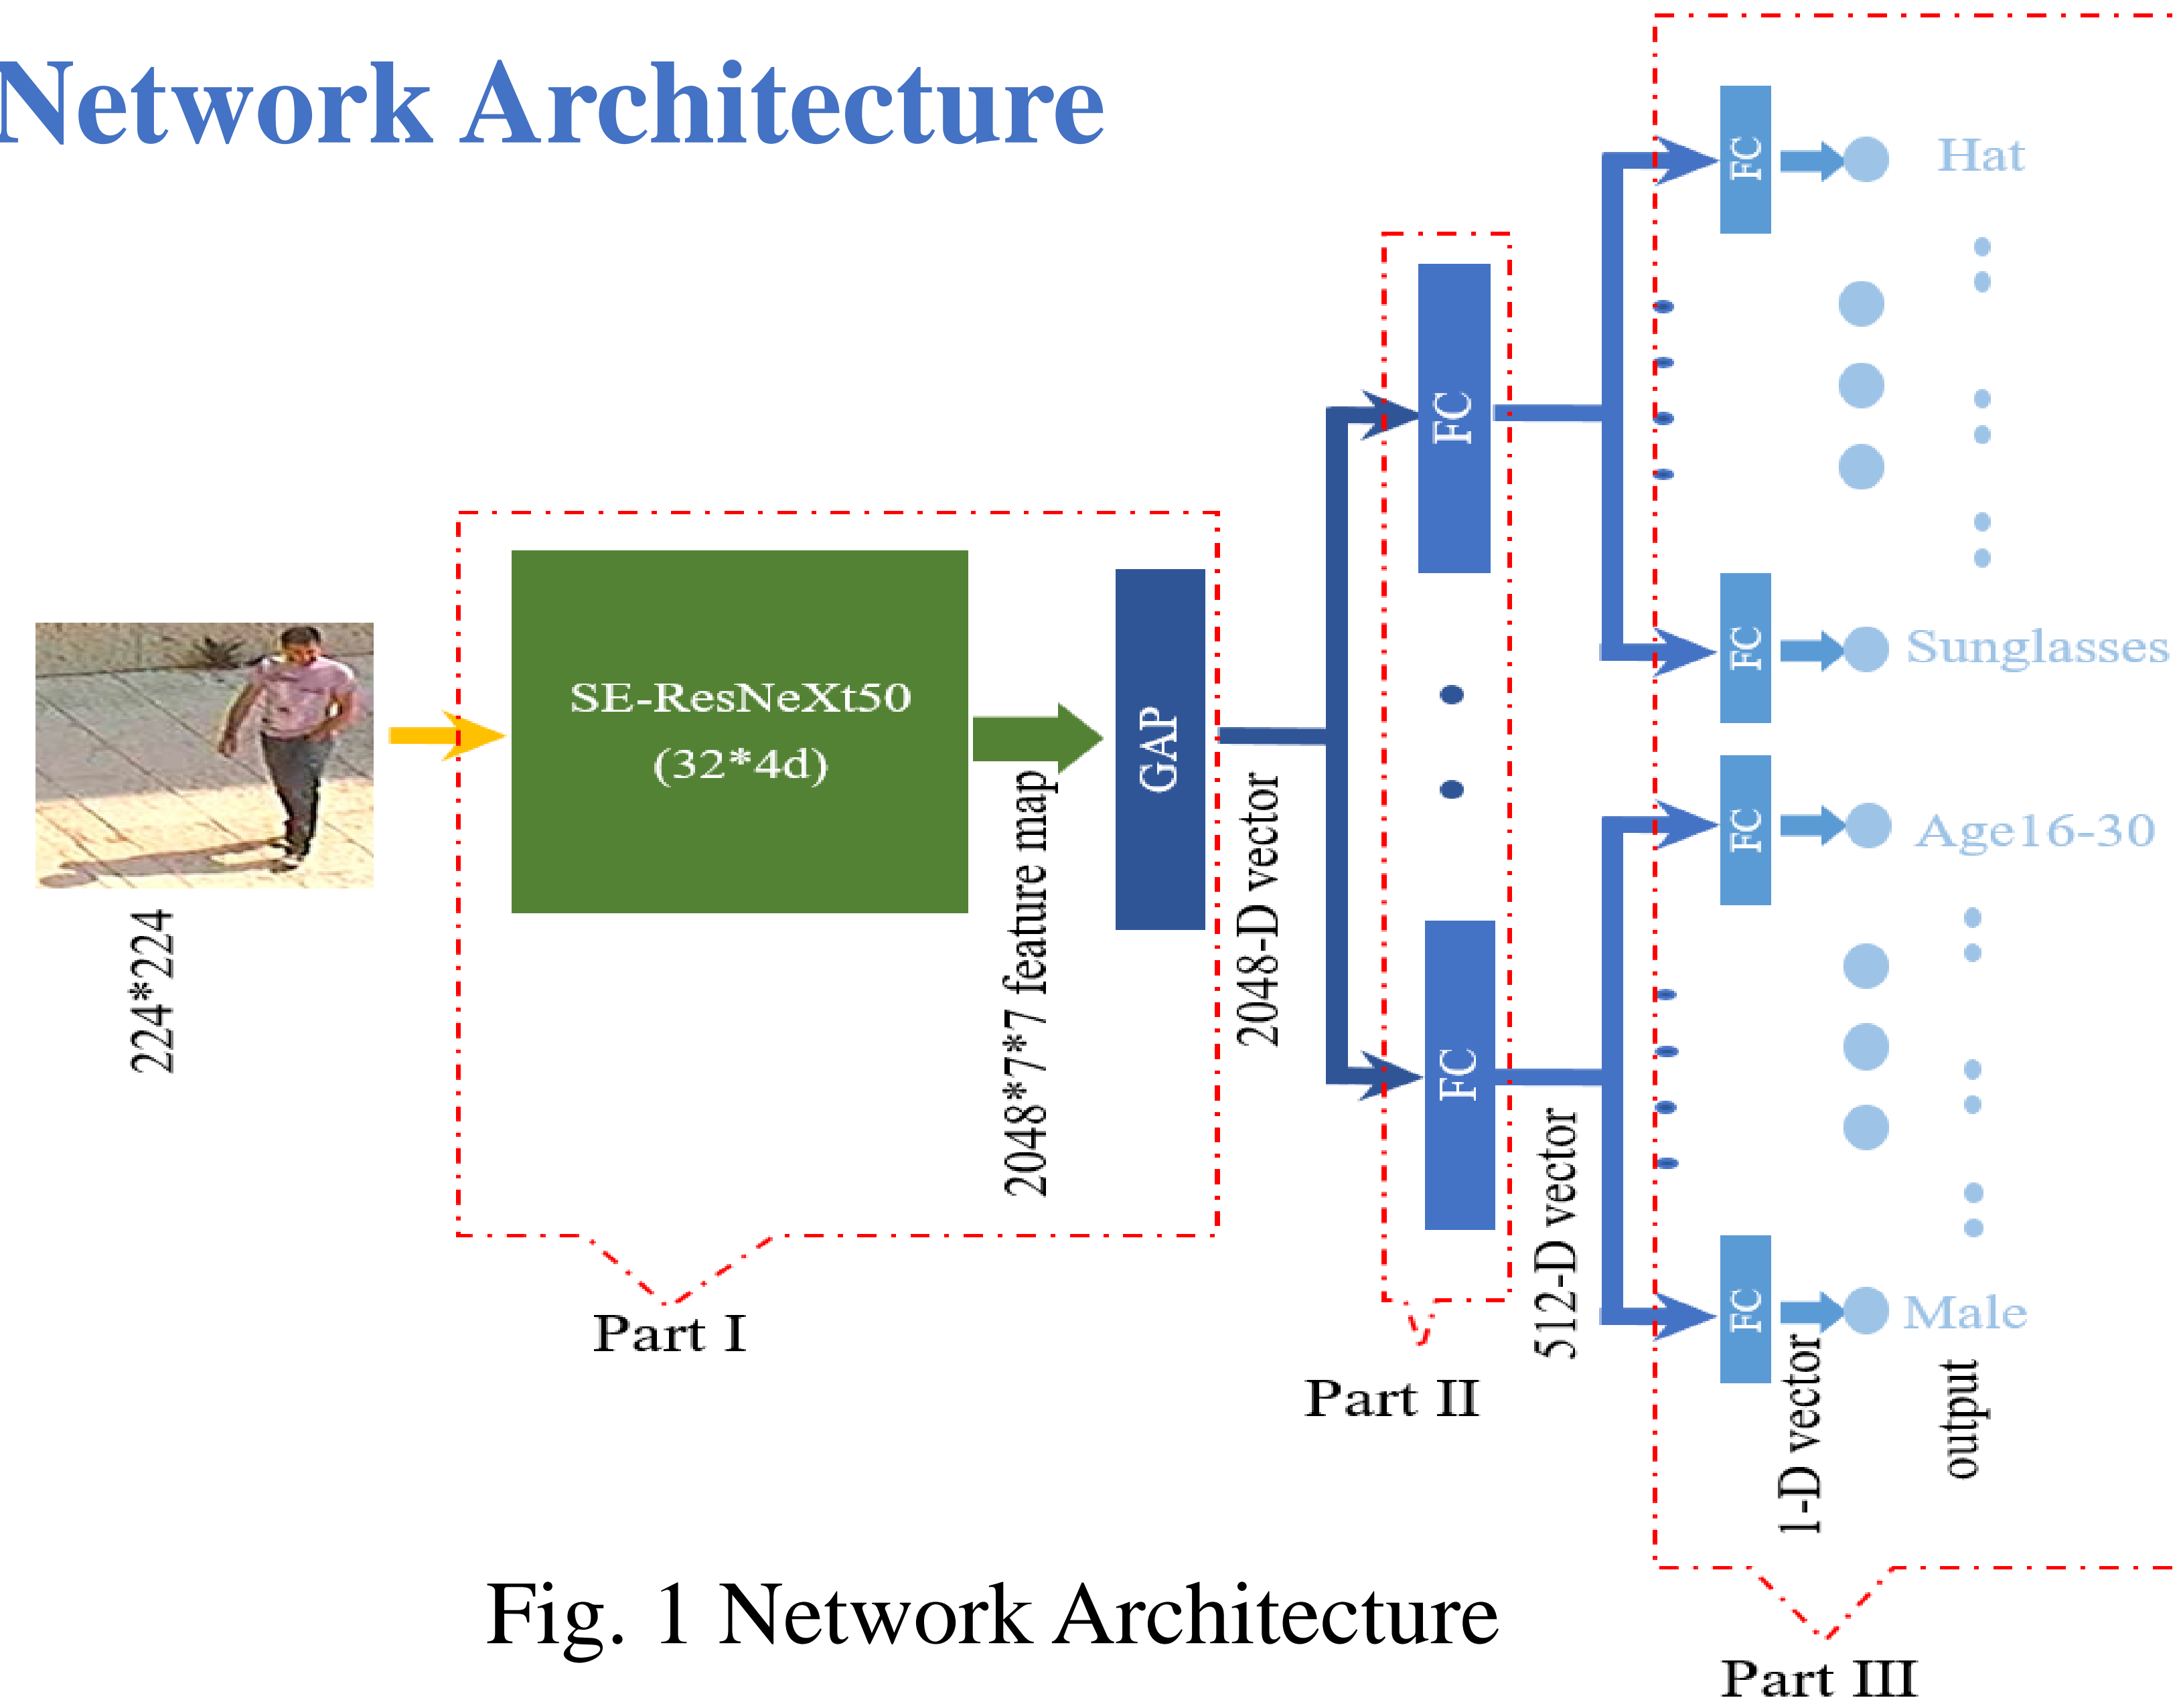 Network Architecture
224*224
SE-ResNeXt50
(32*4d)
2048*7*7 feature map
GAP
2048-D vector
FC
FC
512-D vector
FC
Hat
FC
Sunglasses
FC
Age16-30
FC
Male
1-D vector
output
Part I
Part II
Part III
Fig. 1 Network Architecture